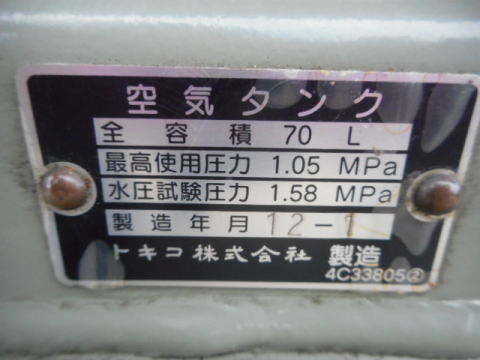 空気タンク
全容積 70 L
最高使用圧力 1.05 MPa
水圧試験圧力 1.58 MPa
製造年月 12-1
トキコ株式会社 製造
4C33805②